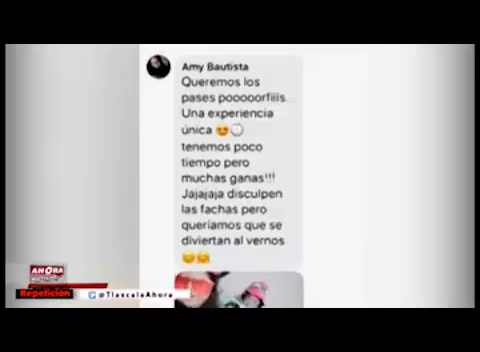 Amy Bautista
Queremos los
pases pooooorfiiis..
Una experiencia
única 😍⏱️
tenemos poco
tiempo pero
muchas ganas!!!
Jajajaja disculpen
las fachas pero
queríamos que se
diviertan al vernos
😊😊
AHORA
Repetición
@TlaxcalaAhora